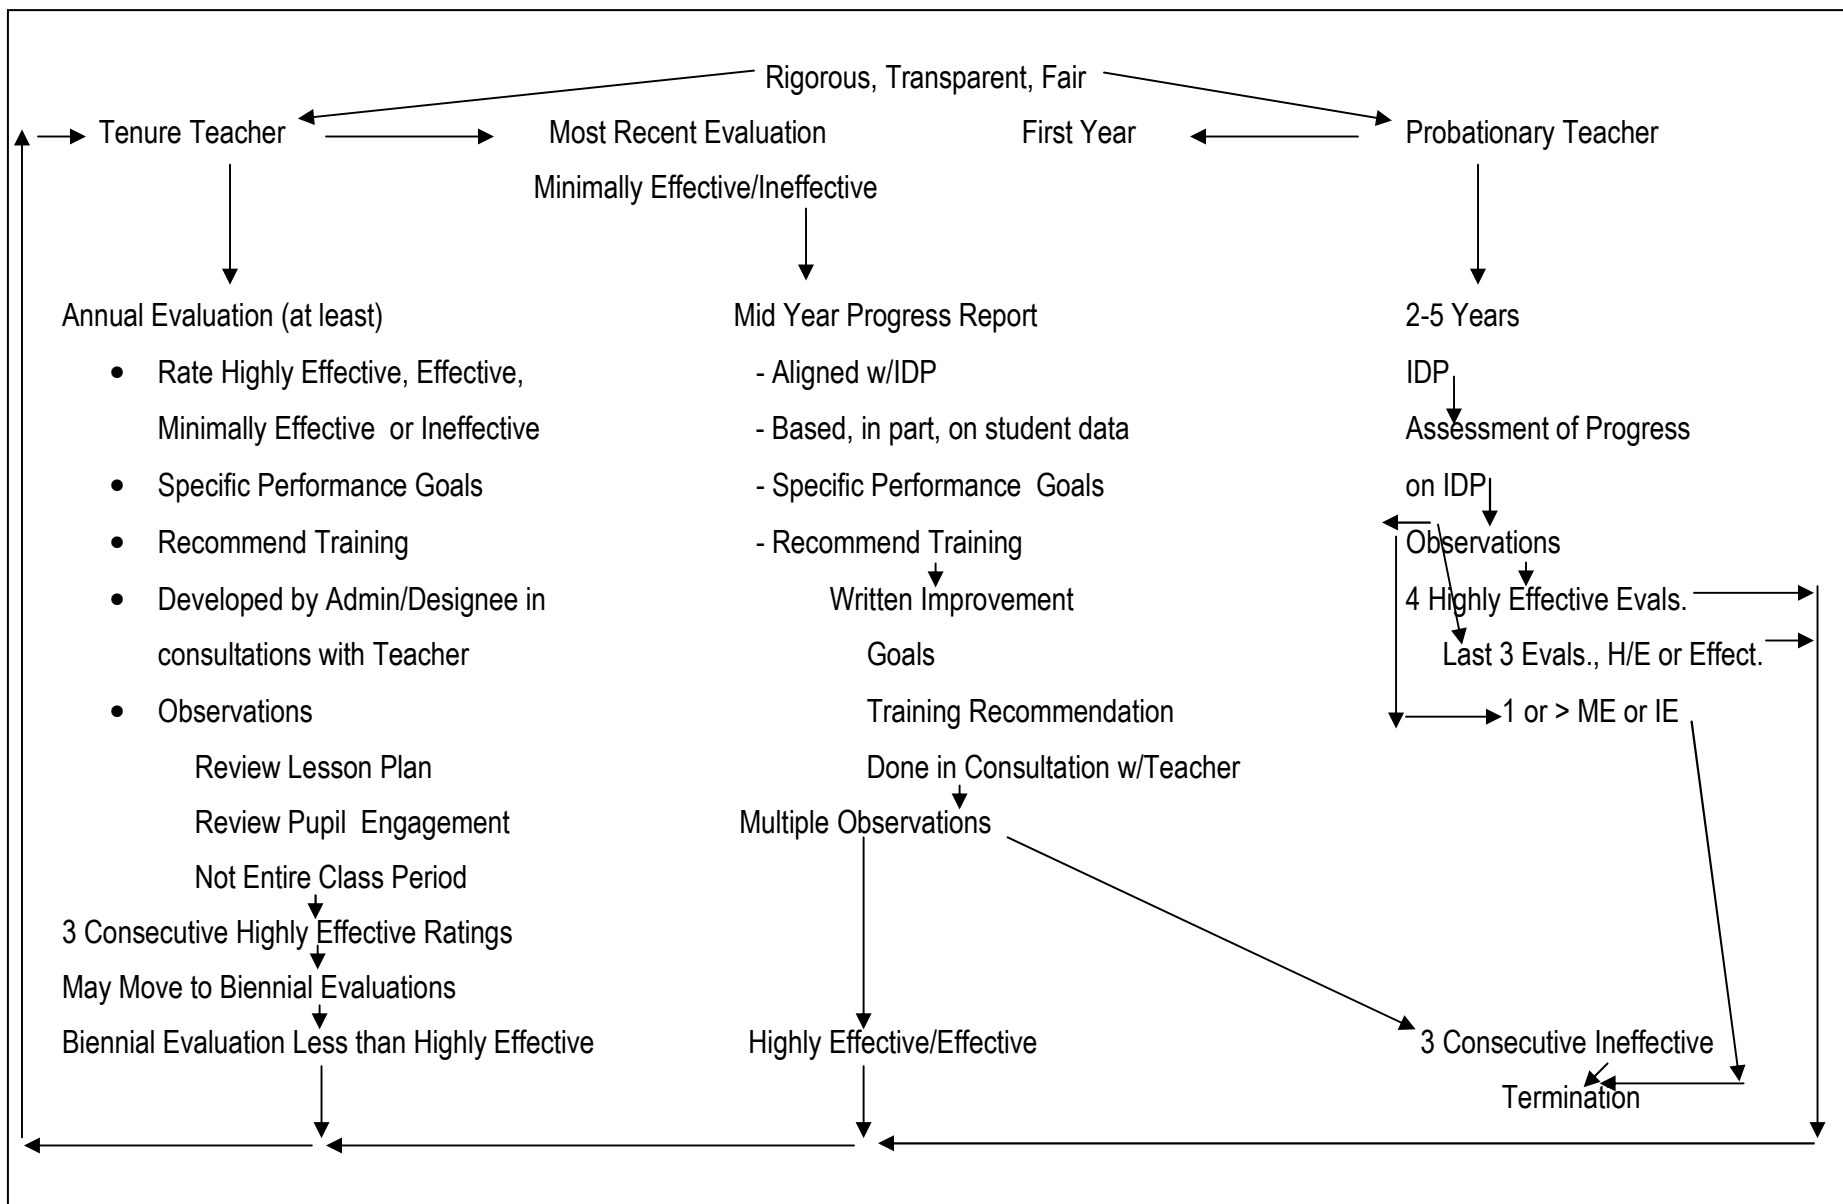 Rigorous, Transparent, Fair
Tenure Teacher
Most Recent Evaluation
First Year
Probationary Teacher
Minimally Effective/Ineffective
Annual Evaluation (at least)
• Rate Highly Effective, Effective,
Minimally Effective or Ineffective
• Specific Performance Goals
• Recommend Training
• Developed by Admin/Designee in
consultations with Teacher
• Observations
Review Lesson Plan
Review Pupil Engagement
Not Entire Class Period
3 Consecutive Highly Effective Ratings
May Move to Biennial Evaluations
Biennial Evaluation Less than Highly Effective
Mid Year Progress Report
- Aligned w/IDP
- Based, in part, on student data
- Specific Performance Goals
- Recommend Training
Written Improvement
Goals
Training Recommendation
Done in Consultation w/Teacher
Multiple Observations
Highly Effective/Effective
2-5 Years
IDP
Assessment of Progress
on IDP
Observations
4 Highly Effective Evals.
Last 3 Evals., H/E or Effect.
1 or > ME or IE
3 Consecutive Ineffective
Termination